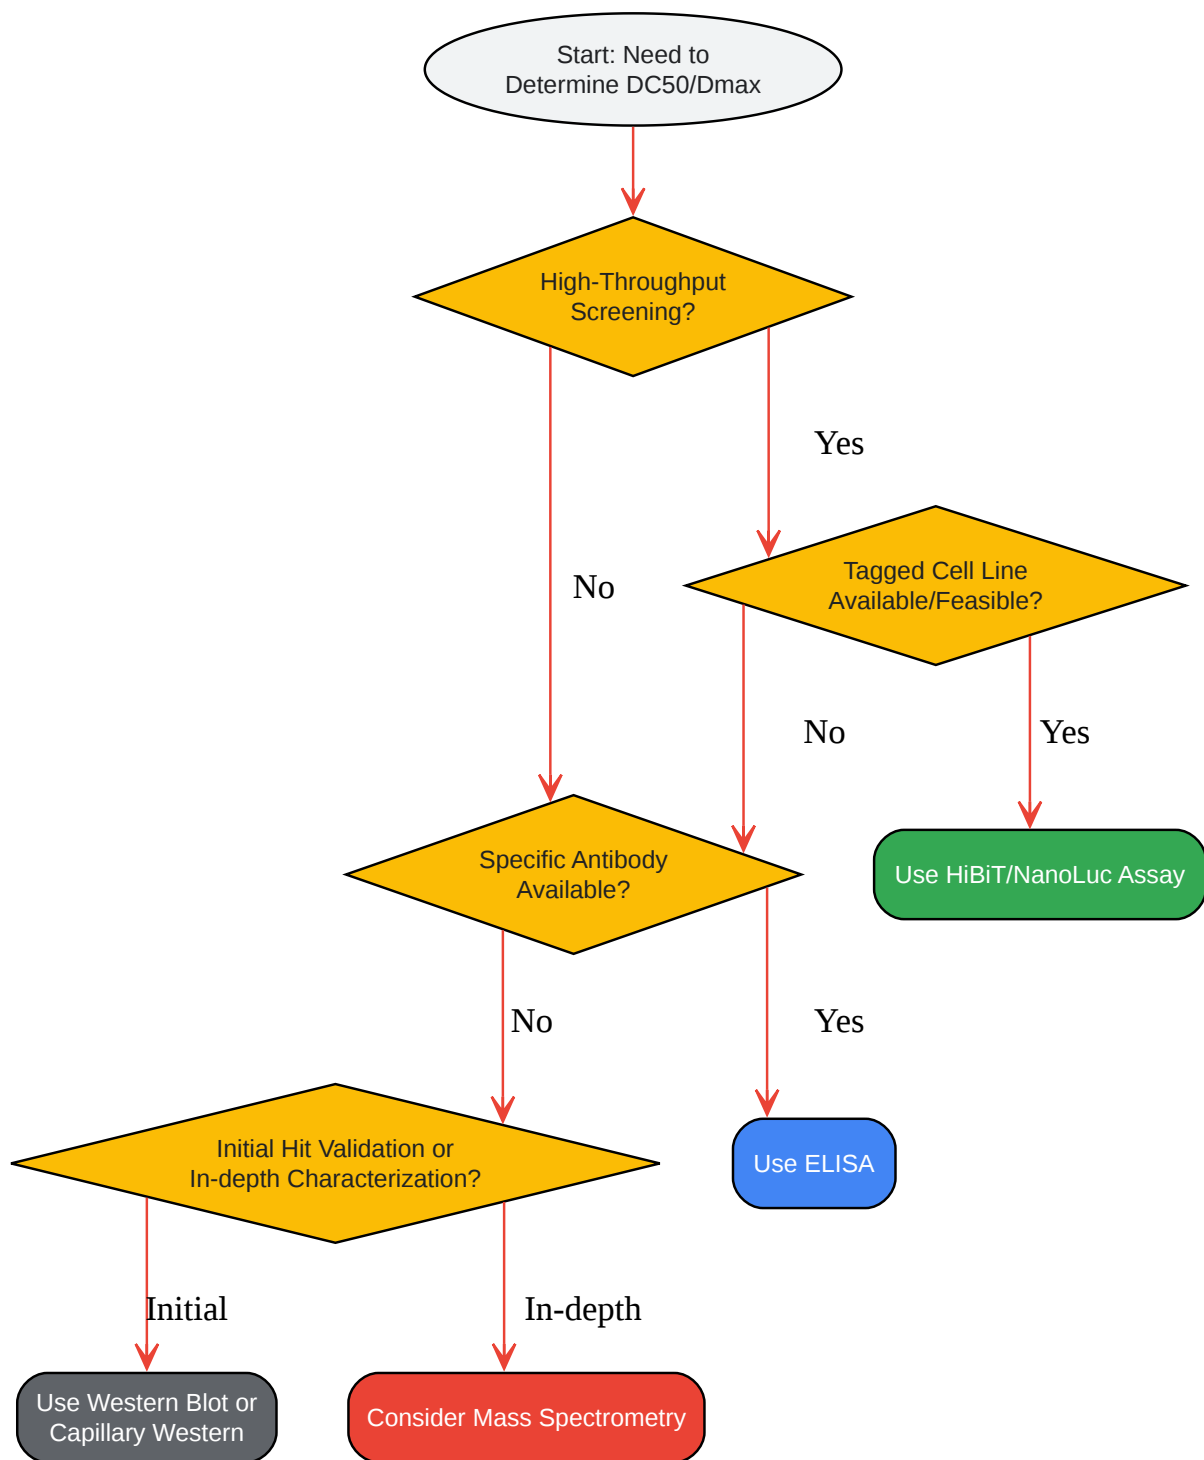 Start: Need to
Determine DC50/Dmax
High-Throughput
Screening?
Yes
Tagged Cell Line
Available/Feasible?
No
No
Yes
Specific Antibody
Available?
Use HiBiT/NanoLuc Assay
No
Yes
Initial Hit Validation or
In-depth Characterization?
Use ELISA
Initial
In-depth
Use Western Blot or
Capillary Western
Consider Mass Spectrometry